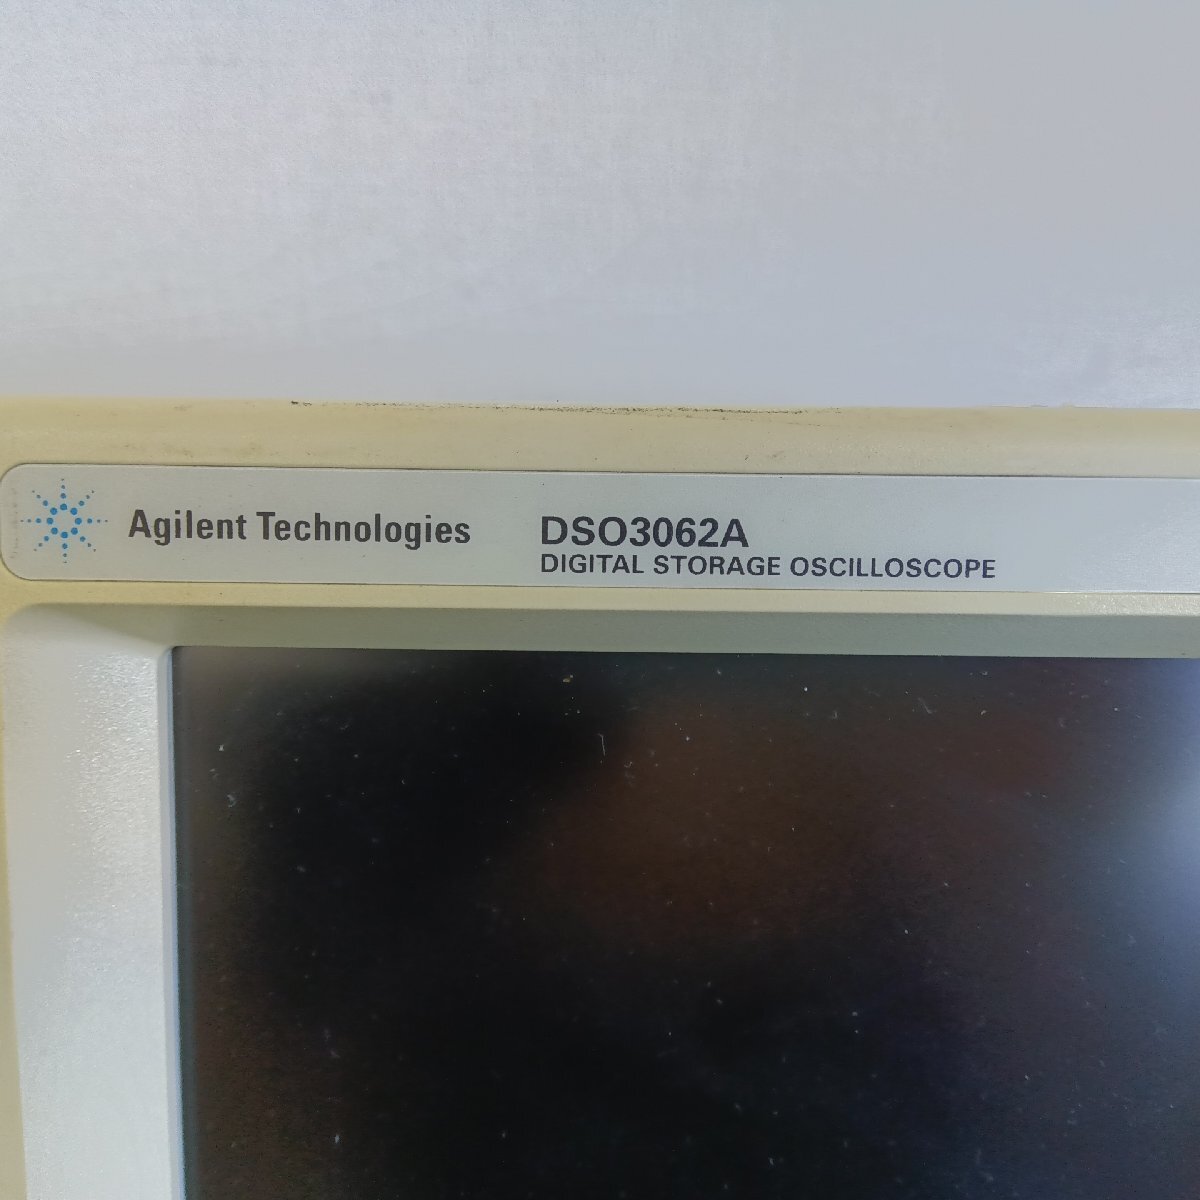 Agilent Technologies DSO3062A
DIGITAL STORAGE OSCILLOSCOPE